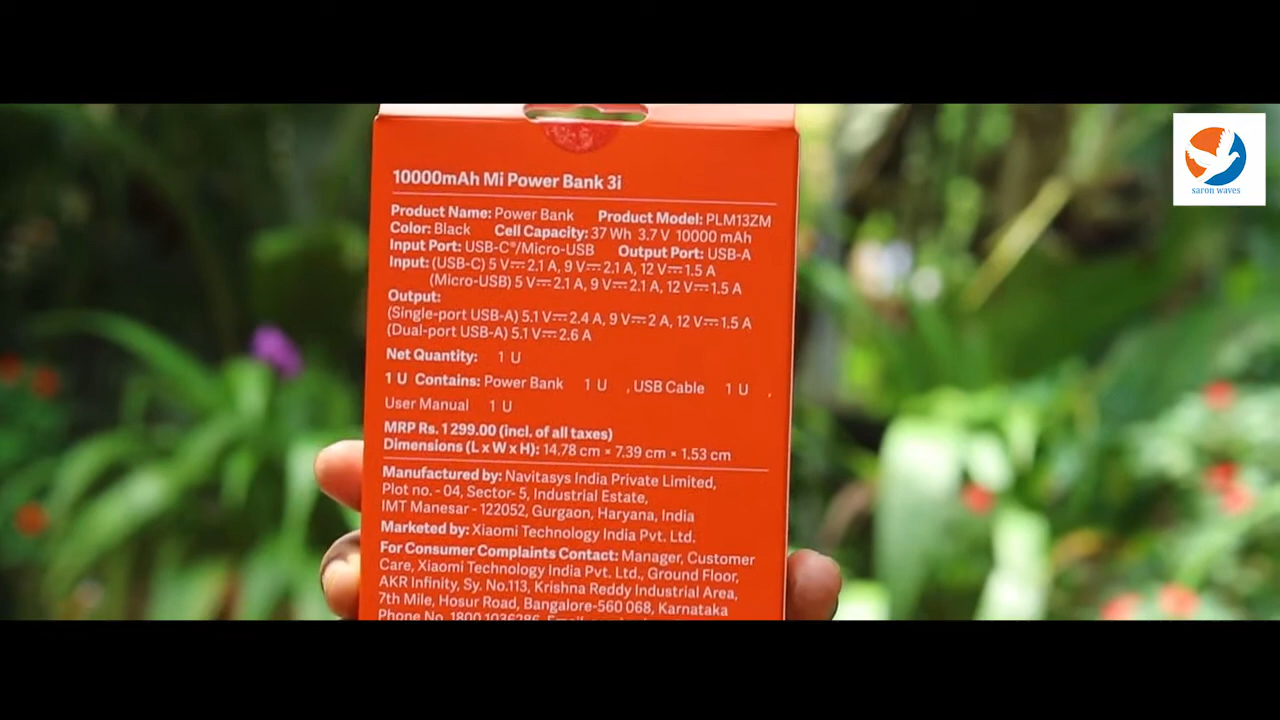 10000mAh Mi Power Bank 3i
Product Name: Power Bank Product Model: PLM13ZM
Color: Black Cell Capacity: 37 Wh 3.7 V 10000 mAh
Input Port: USB-C®/Micro-USB Output Port: USB-A
Input: (USB-C) 5 V⎓2.1 A, 9 V⎓2.1 A, 12 V⎓1.5 A
(Micro-USB) 5 V⎓2.1 A, 9 V⎓2.1 A, 12 V⎓1.5 A
Output:
(Single-port USB-A) 5.1 V⎓2.4 A, 9 V⎓2 A, 12 V⎓1.5 A
(Dual-port USB-A) 5.1 V⎓2.6 A
Net Quantity: 1 U
1 U Contains: Power Bank 1 U , USB Cable 1 U ,
User Manual 1 U
MRP Rs. 1299.00 (incl. of all taxes)
Dimensions (L x W x H): 14.78 cm × 7.39 cm × 1.53 cm
Manufactured by: Navitasys India Private Limited,
Plot no. - 04, Sector- 5, Industrial Estate,
IMT Manesar - 122052, Gurgaon, Haryana, India
Marketed by: Xiaomi Technology India Pvt. Ltd.
For Consumer Complaints Contact: Manager, Customer
Care, Xiaomi Technology India Pvt. Ltd., Ground Floor,
AKR Infinity, Sy. No.113, Krishna Reddy Industrial Area,
7th Mile, Hosur Road, Bangalore-560 068, Karnataka
Phone No. 1800 1036286
saron waves